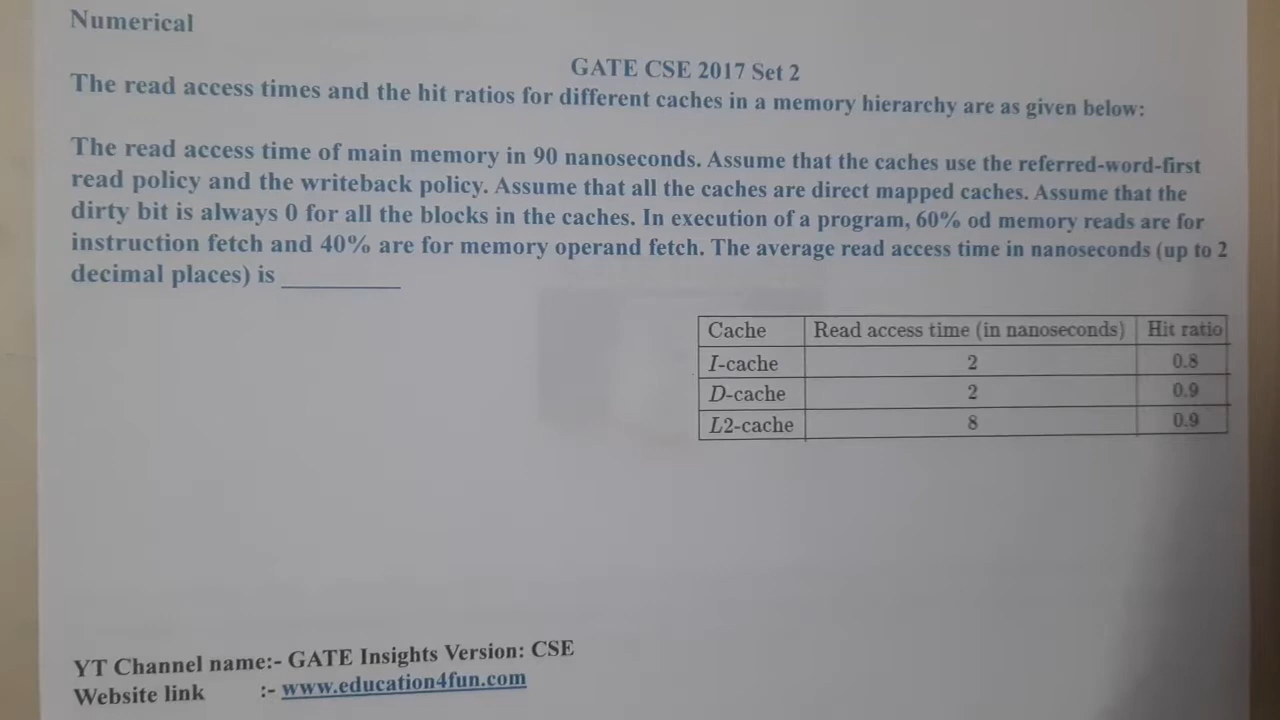 Numerical
GATE CSE 2017 Set 2
The read access times and the hit ratios for different caches in a memory hierarchy are as given below:
The read access time of main memory in 90 nanoseconds. Assume that the caches use the referred-word-first
read policy and the writeback policy. Assume that all the caches are direct mapped caches. Assume that the
dirty bit is always 0 for all the blocks in the caches. In execution of a program, 60% od memory reads are for
instruction fetch and 40% are for memory operand fetch. The average read access time in nanoseconds (up to 2
decimal places) is __________
Cache Read access time (in nanoseconds) Hit ratio
I-cache 2 0.8
D-cache 2 0.9
L2-cache 8 0.9
YT Channel name:- GATE Insights Version: CSE
Website link :- www.education4fun.com